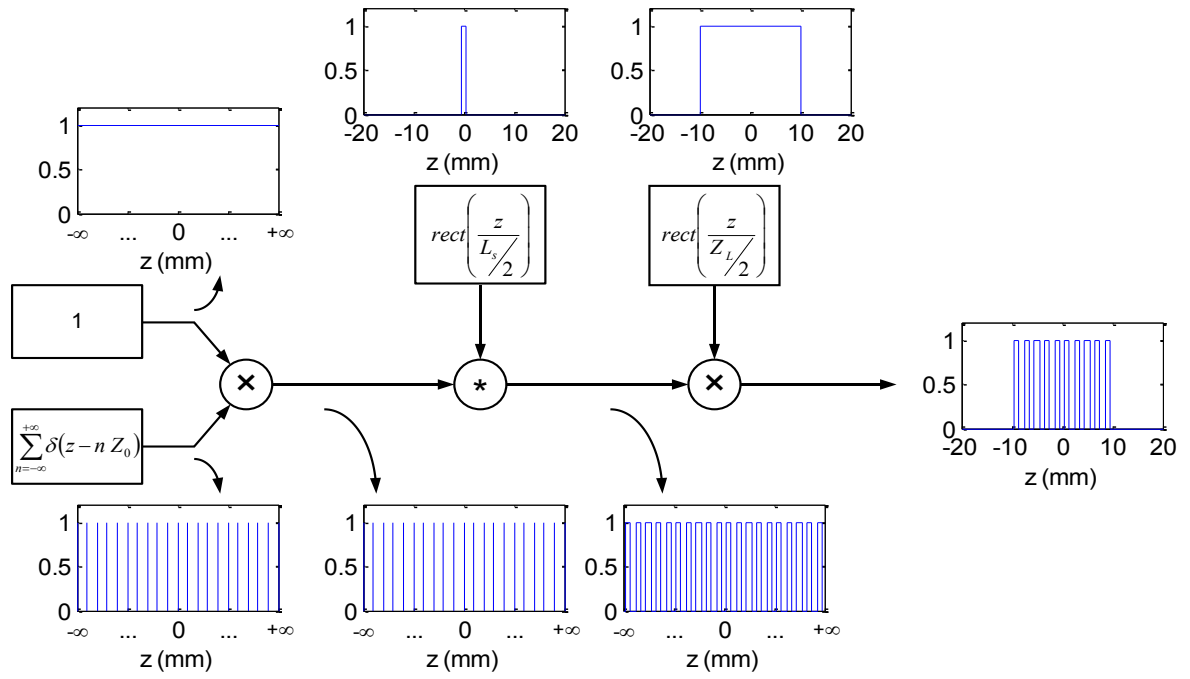 1
0.5
0
-20 -10 0 10 20
z (mm)
1
0.5
0
-20 -10 0 10 20
z (mm)
1
0.5
0
-∞ ... 0 ... +∞
z (mm)
rect(z / (L_s/2))
rect(z / (Z_L/2))
1
×
*
×
∑_{n=-∞}^{+∞} δ(z - n Z_0)
1
0.5
0
-20 -10 0 10 20
z (mm)
1
0.5
0
-∞ ... 0 ... +∞
z (mm)
1
0.5
0
-∞ ... 0 ... +∞
z (mm)
1
0.5
0
-∞ ... 0 ... +∞
z (mm)